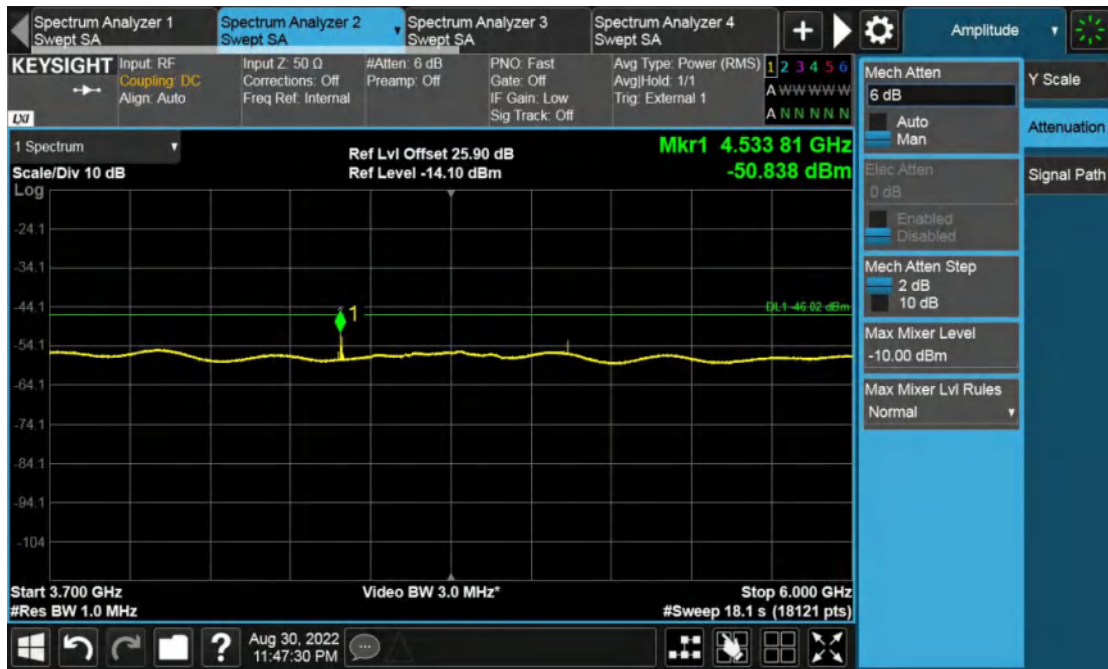 Spectrum Analyzer 1
Swept SA
Spectrum Analyzer 2
Swept SA
Spectrum Analyzer 3
Swept SA
Spectrum Analyzer 4
Swept SA
+
Amplitude
KEYSIGHT
LXI
Input: RF
Coupling: DC
Align: Auto
Input Z: 50 Ω
Corrections: Off
Freq Ref: Internal
#Atten: 6 dB
Preamp: Off
PNO: Fast
Gate: Off
IF Gain: Low
Sig Track: Off
Avg Type: Power (RMS)
Avg|Hold: 1/1
Trig: External 1
1 2 3 4 5 6
A W W W W W
A N N N N N
1 Spectrum
Scale/Div 10 dB
Log
Ref Lvl Offset 25.90 dB
Ref Level -14.10 dBm
Mkr1 4.533 81 GHz
-50.838 dBm
-24.1
-34.1
-44.1
-54.1
-64.1
-74.1
-84.1
-94.1
-104
1
DL1 -46.02 dBm
Start 3.700 GHz
#Res BW 1.0 MHz
Video BW 3.0 MHz*
Stop 6.000 GHz
#Sweep 18.1 s (18121 pts)
Mech Atten
6 dB
Auto
Man
Elec Atten
0 dB
Enabled
Disabled
Mech Atten Step
2 dB
10 dB
Max Mixer Level
-10.00 dBm
Max Mixer Lvl Rules
Normal
Y Scale
Attenuation
Signal Path
?
Aug 30, 2022
11:47:30 PM